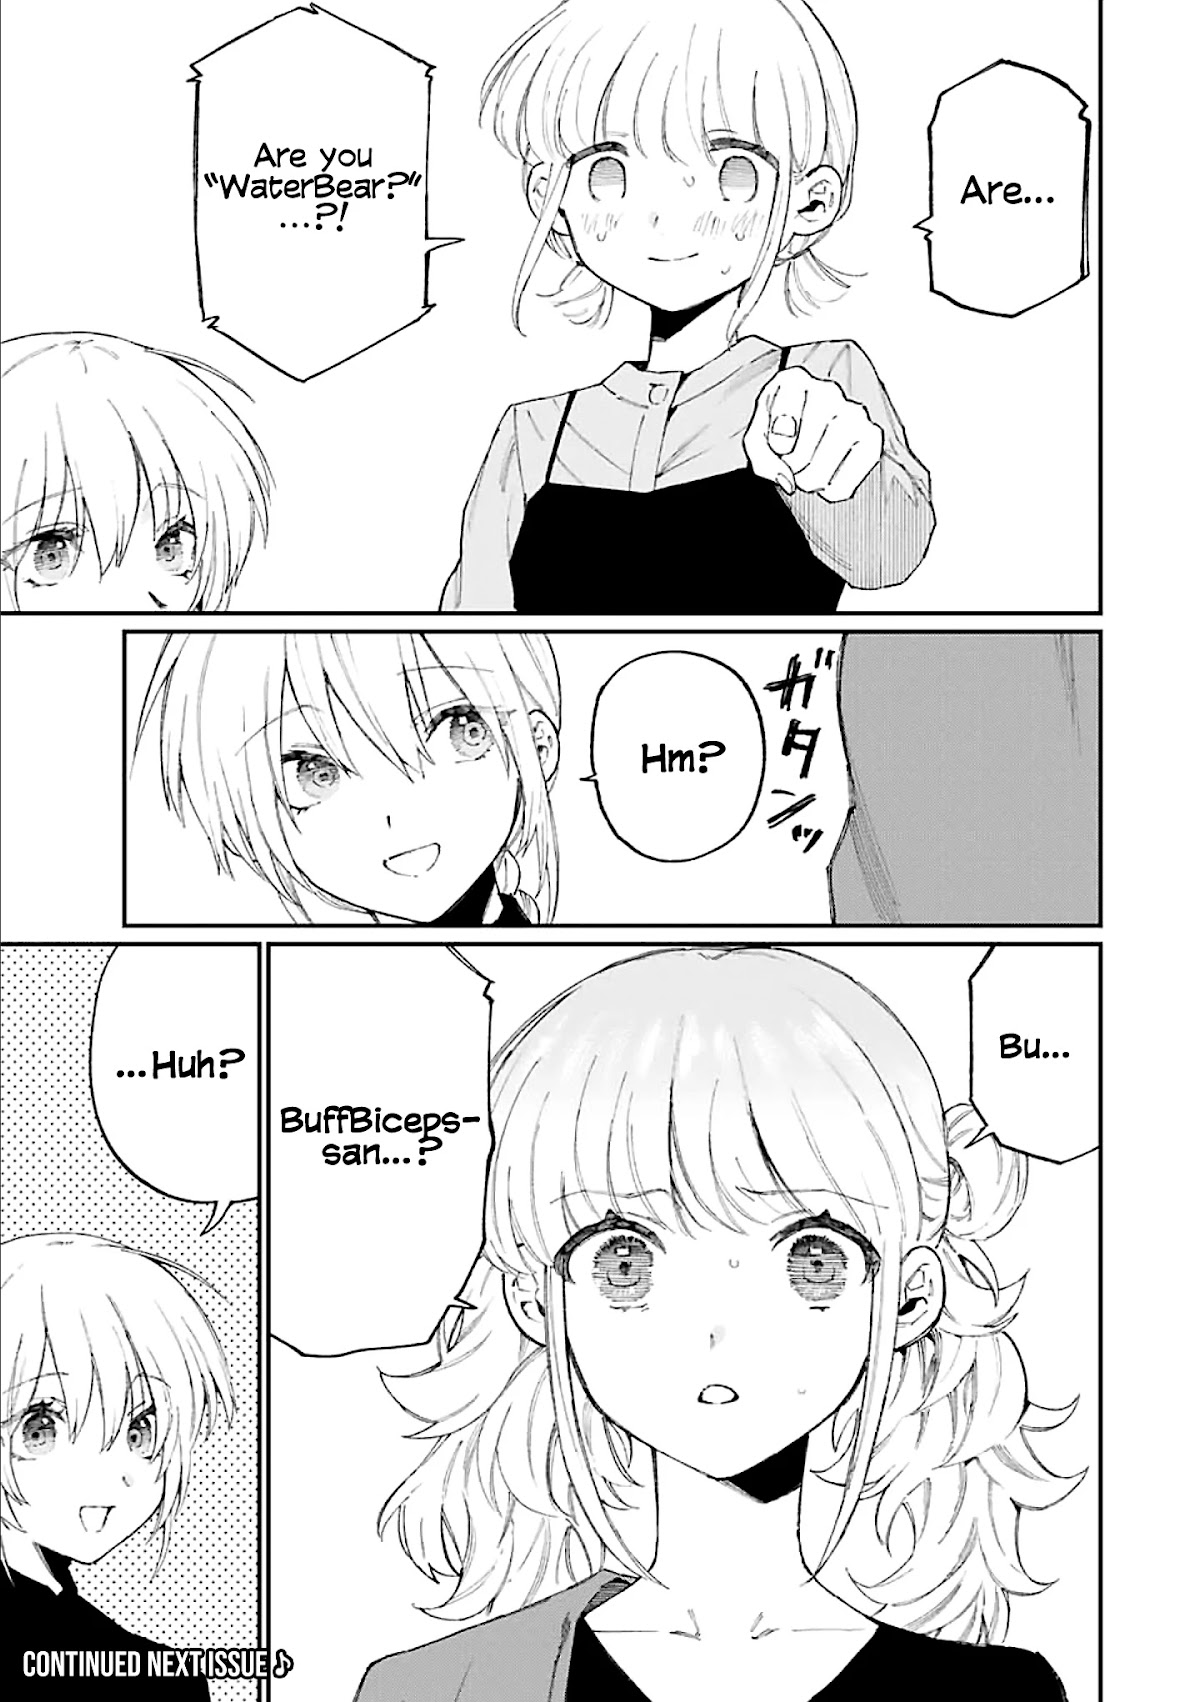 Are...
Are you
"WaterBear?"
...?!
ガタンッ
Hm?
Bu...
BuffBiceps-
san...?
...Huh?
CONTINUED NEXT ISSUE♪